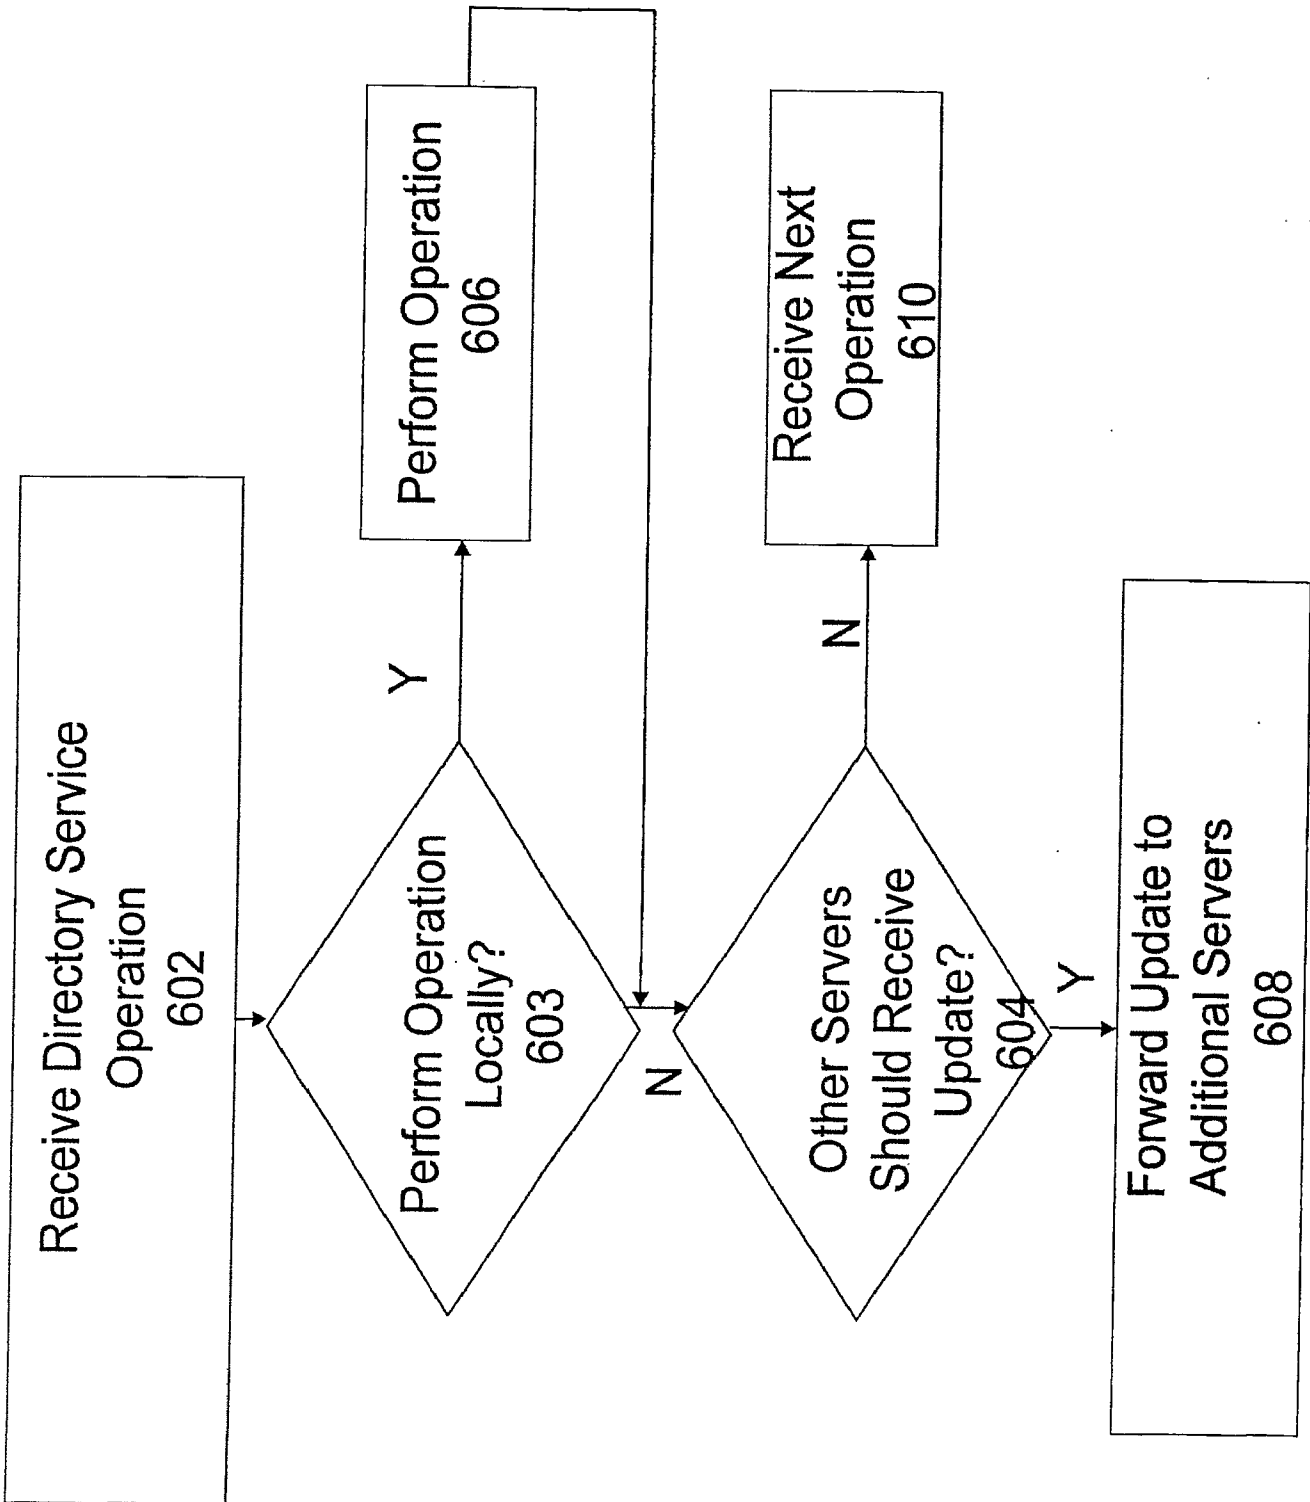 Receive Directory Service
Operation
602
Perform Operation
Locally?
603
Y
Perform Operation
606
N
Other Servers
Should Receive
Update?
604
N
Receive Next
Operation
610
Y
Forward Update to
Additional Servers
608